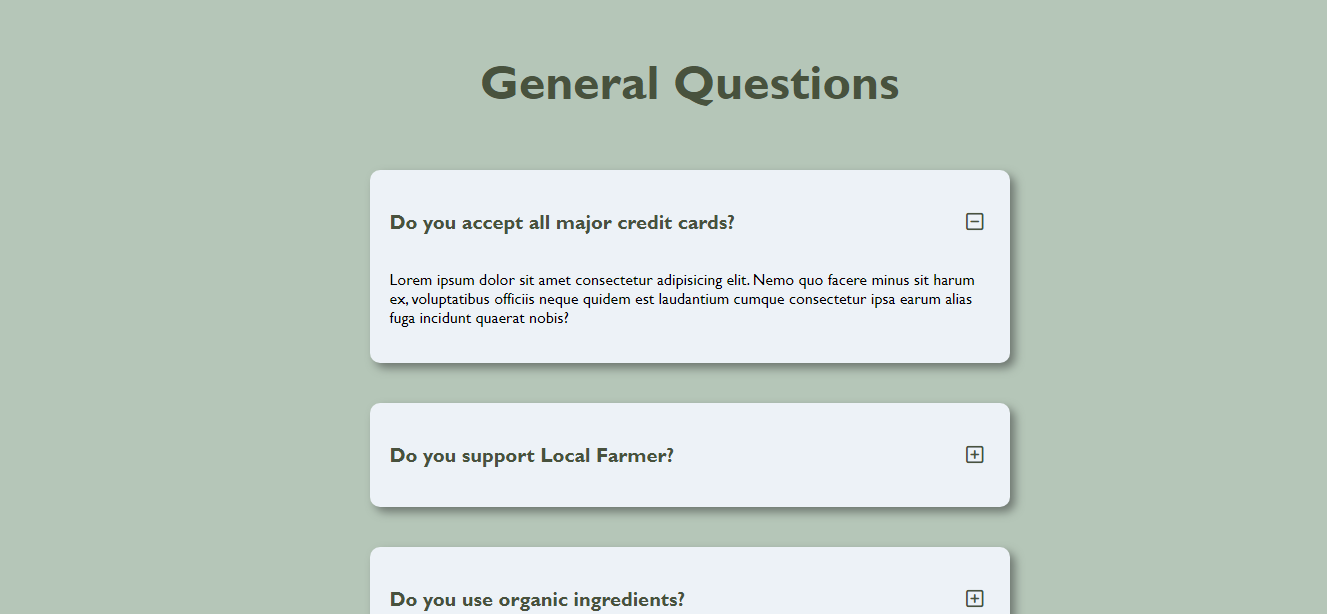 General Questions
Do you accept all major credit cards?
Lorem ipsum dolor sit amet consectetur adipisicing elit. Nemo quo facere minus sit harum
ex, voluptatibus officiis neque quidem est laudantium cumque consectetur ipsa earum alias
fuga incidunt quaerat nobis?
Do you support Local Farmer?
Do you use organic ingredients?